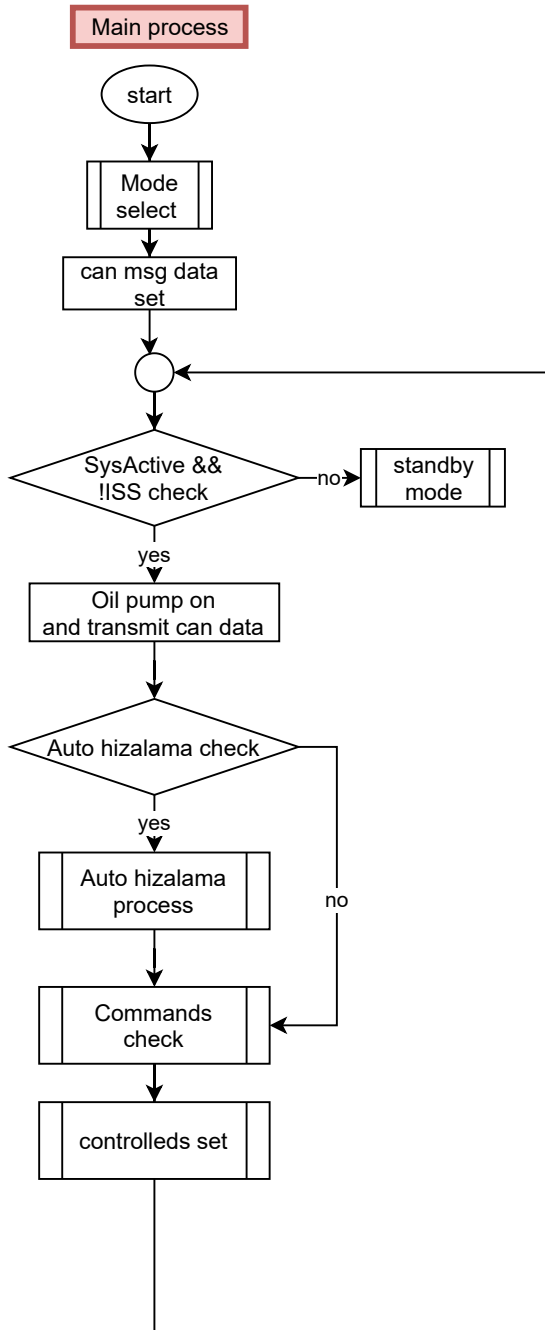 Main process
start
Mode
select
can msg data
set
SysActive &&
!ISS check
no
standby
mode
yes
Oil pump on
and transmit can data
Auto hizalama check
yes
Auto hizalama
process
no
Commands
check
controlleds set